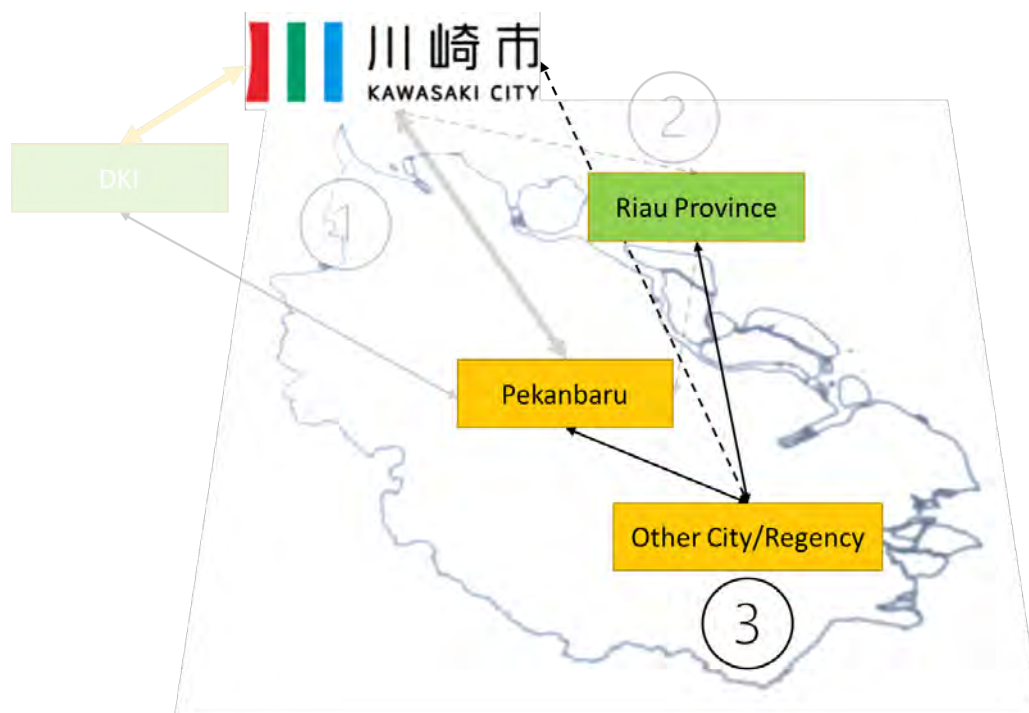 川崎市
KAWASAKI CITY
②
DKI
Riau Province
①
Pekanbaru
Other City/Regency
③